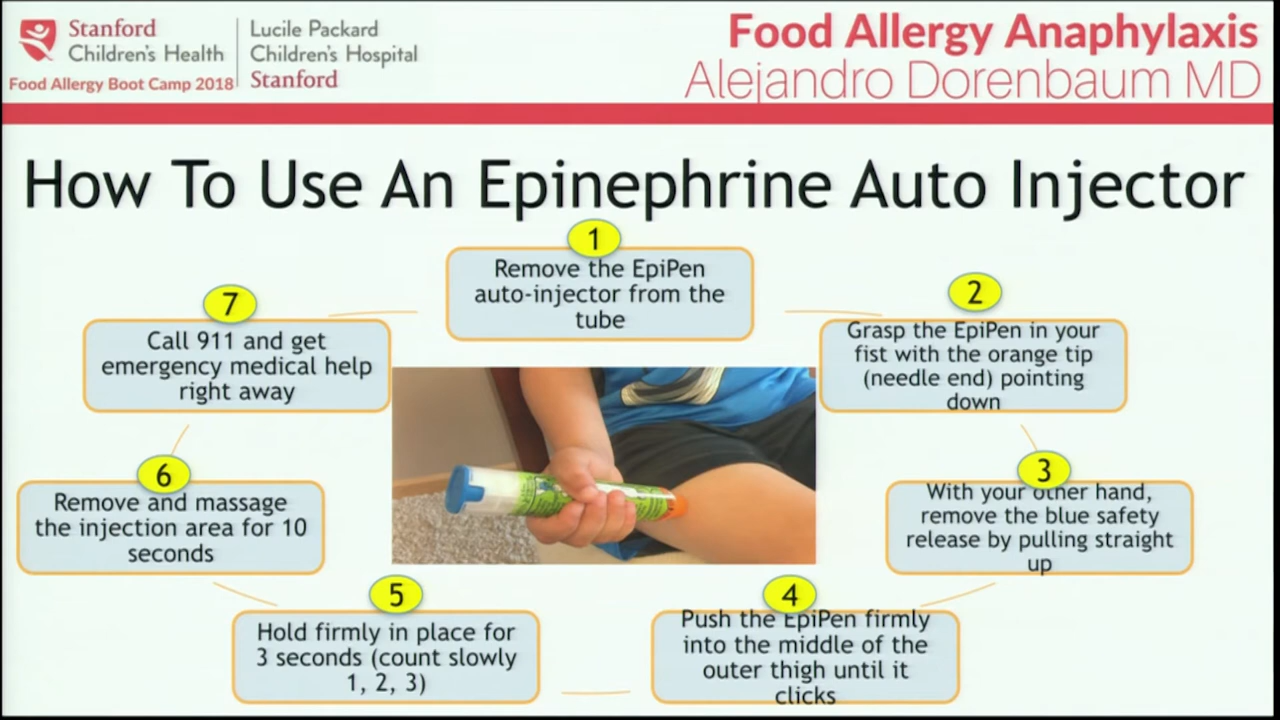 Stanford
Children's Health
Food Allergy Boot Camp 2018
Lucile Packard
Children's Hospital
Stanford
Food Allergy Anaphylaxis
Alejandro Dorenbaum MD
How To Use An Epinephrine Auto Injector
1
Remove the EpiPen
auto-injector from the
tube
2
Grasp the EpiPen in your
fist with the orange tip
(needle end) pointing
down
3
With your other hand,
remove the blue safety
release by pulling straight
up
4
Push the EpiPen firmly
into the middle of the
outer thigh until it
clicks
5
Hold firmly in place for
3 seconds (count slowly
1, 2, 3)
6
Remove and massage
the injection area for 10
seconds
7
Call 911 and get
emergency medical help
right away